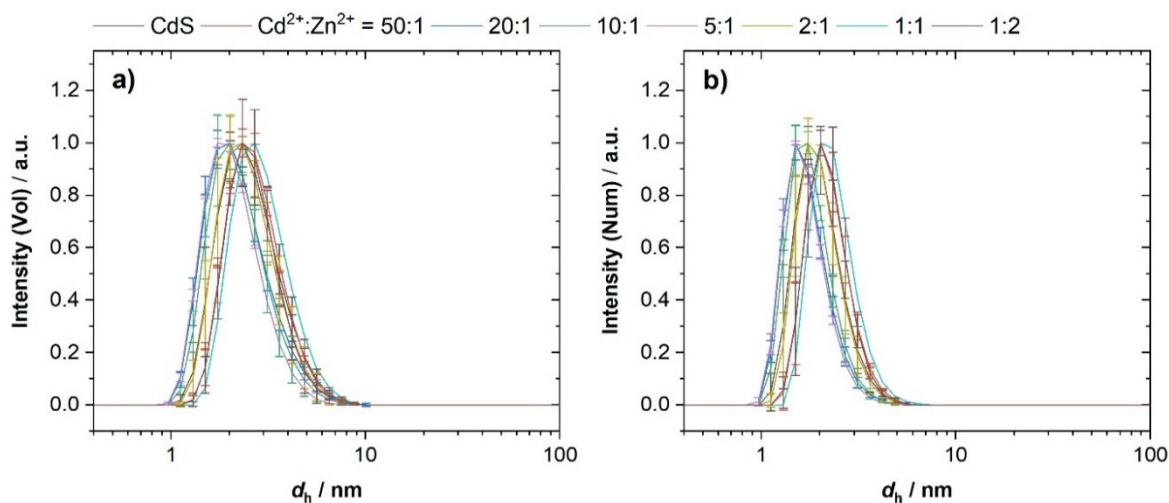 CdS Cd²⁺:Zn²⁺ = 50:1 20:1 10:1 5:1 2:1 1:1 1:2
a)
1.2
1.0
0.8
0.6
0.4
0.2
0.0
Intensity (Vol) / a.u.
1 10 100
dₕ / nm
b)
1.2
1.0
0.8
0.6
0.4
0.2
0.0
Intensity (Num) / a.u.
1 10 100
dₕ / nm